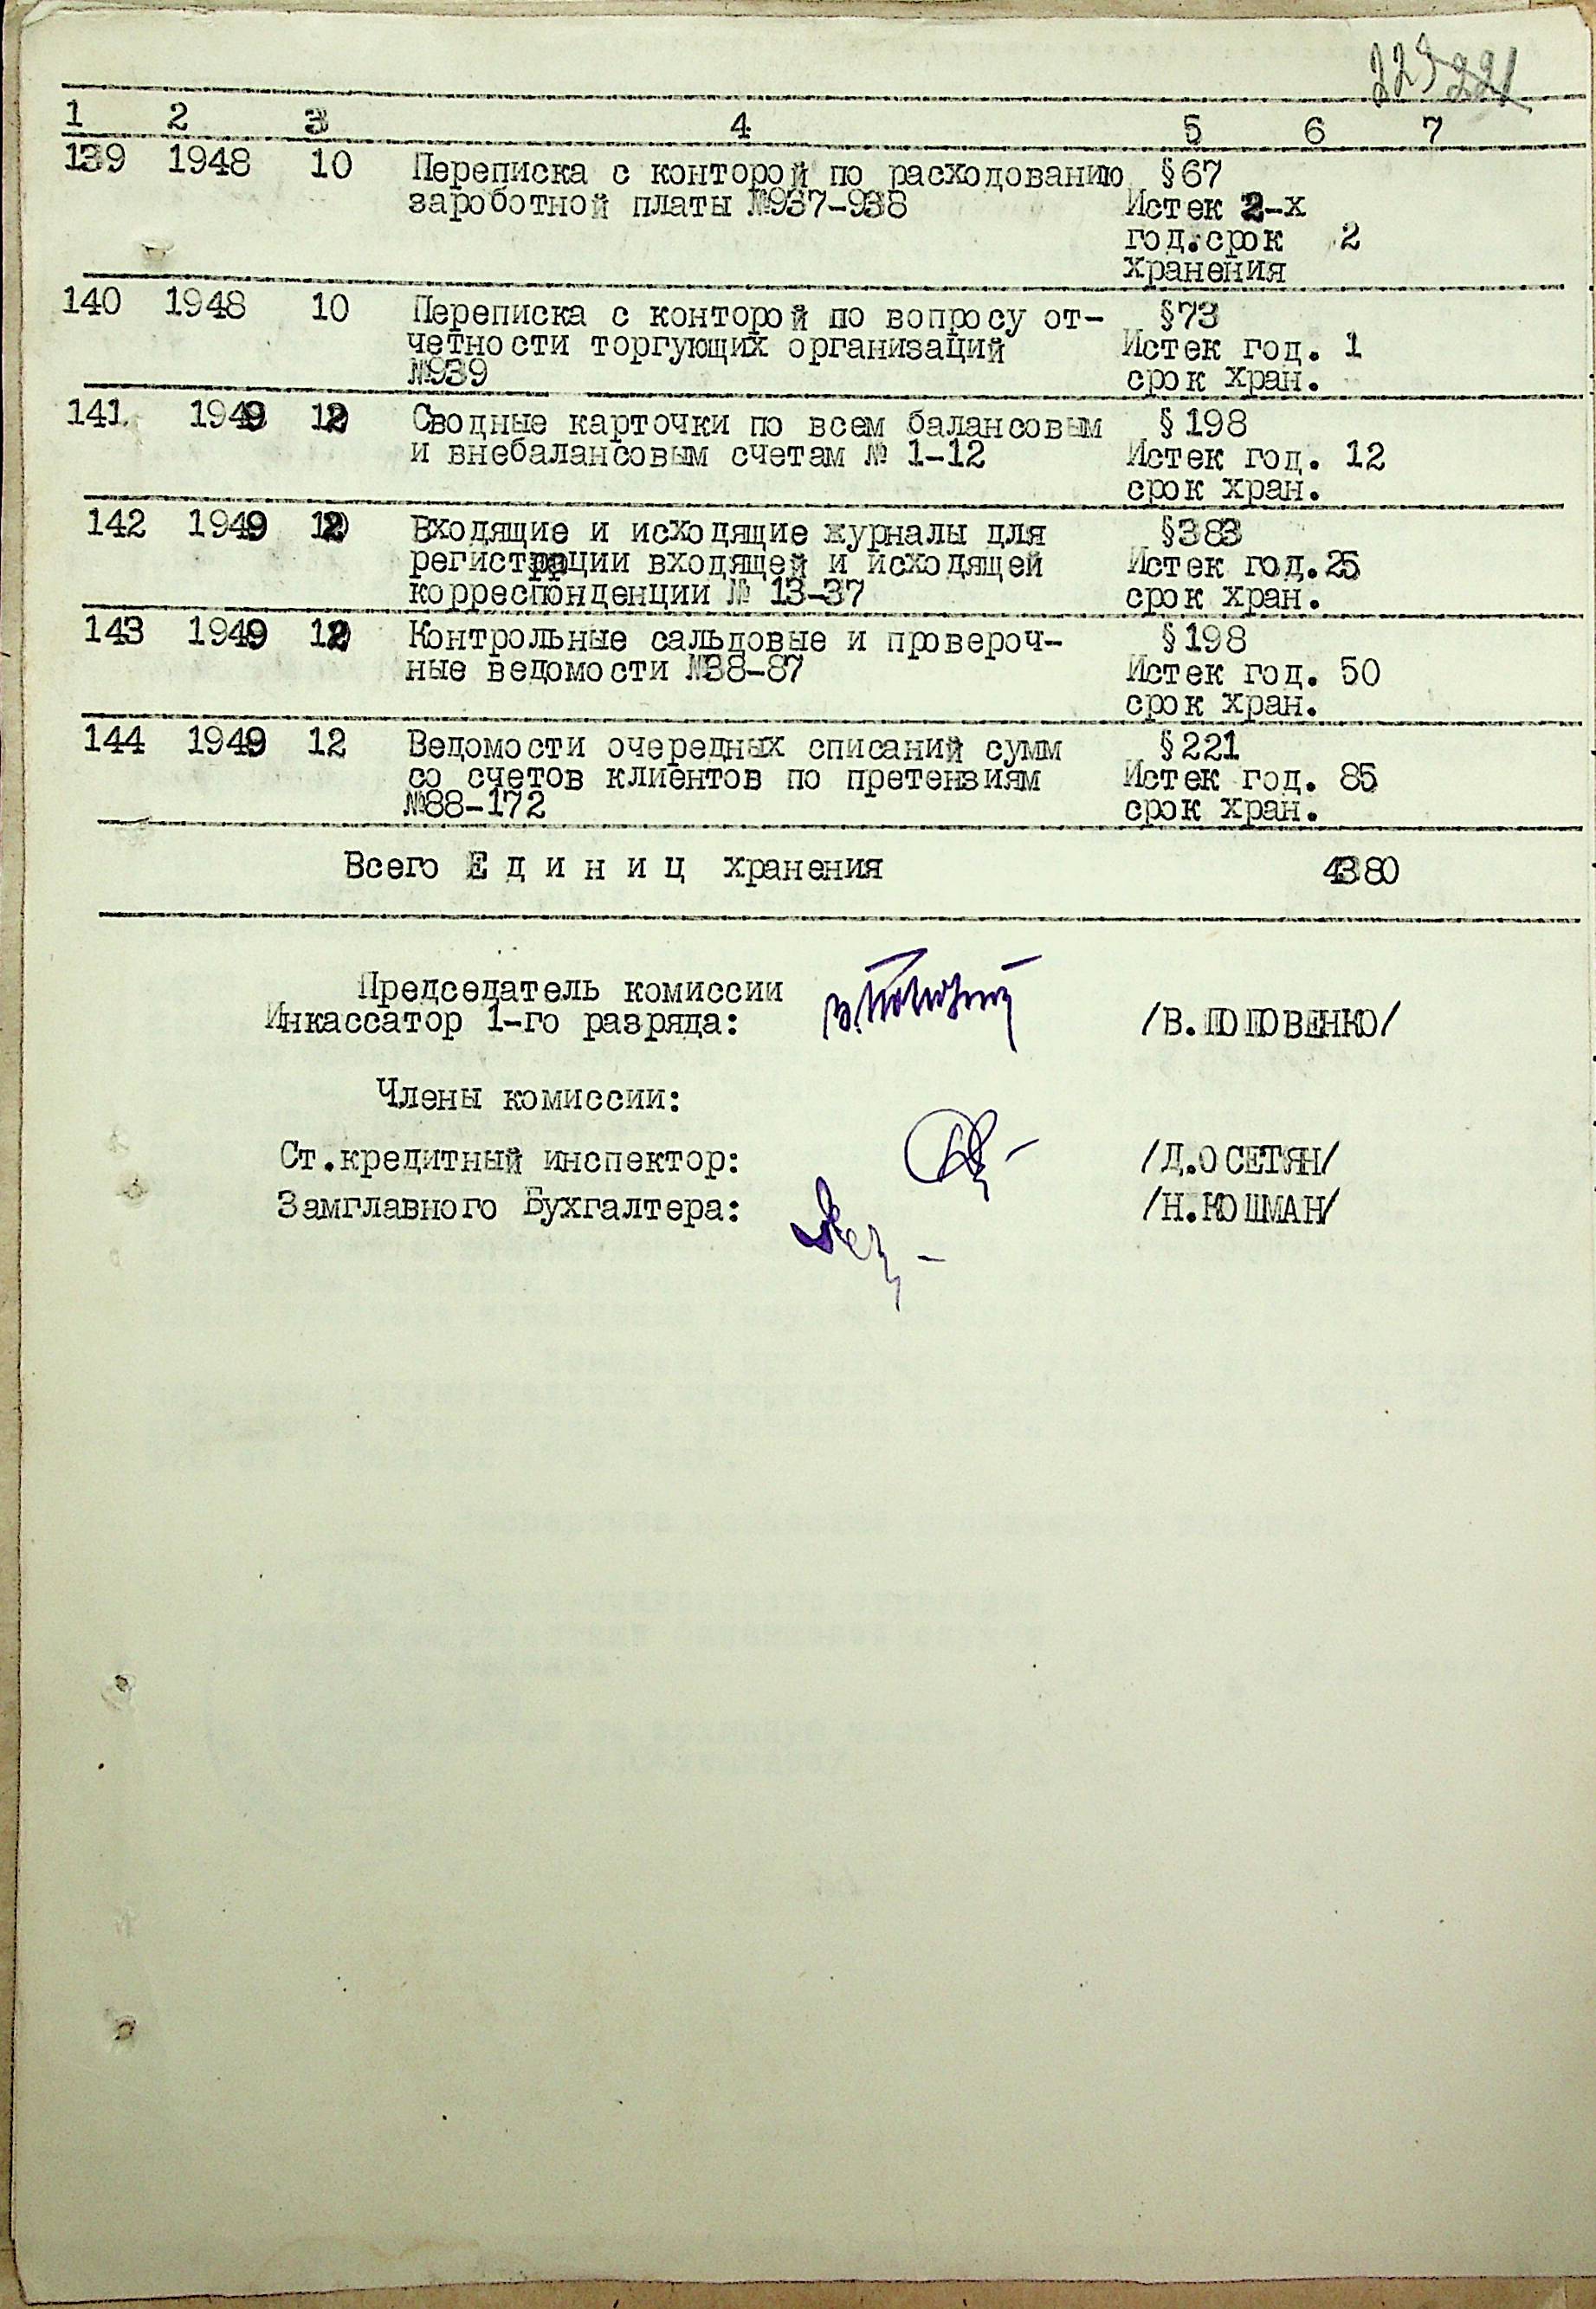 223 221
1 2 3 4 5 6 7
139 1948 10 Переписка с конторой по расходованию §67
зароботной платы №937-938 Истек 2-х
год.срок 2
хранения
140 1948 10 Переписка с конторой по вопросу от- §73
четности торгующих организаций Истек год. 1
№939 срок хран.
141. 1949 12 Сводные карточки по всем балансовым § 198
и внебалансовым счетам № 1-12 Истек год. 12
срок хран.
142 1949 12 Входящие и исходящие журналы для §383
регистрации входящей и исходящей Истек год.25
корреспонденции № 13-37 срок хран.
143 1949 12 Контрольные сальдовые и провероч- §198
ные ведомости №38-87 Истек год. 50
срок хран.
144 1949 12 Ведомости очередных списаний сумм §221
со счетов клиентов по претензиям Истек год. 85
№88-172 срок хран.
Всего Е д и н и ц хранения 4380
Председатель комиссии
Инкассатор 1-го разряда: /В.ПОПОВЕНКО/
Члены комиссии:
Ст.кредитный инспектор: /Д.ОСЕТЯН/
Замглавного Бухгалтера: /Н.КОШМАН/